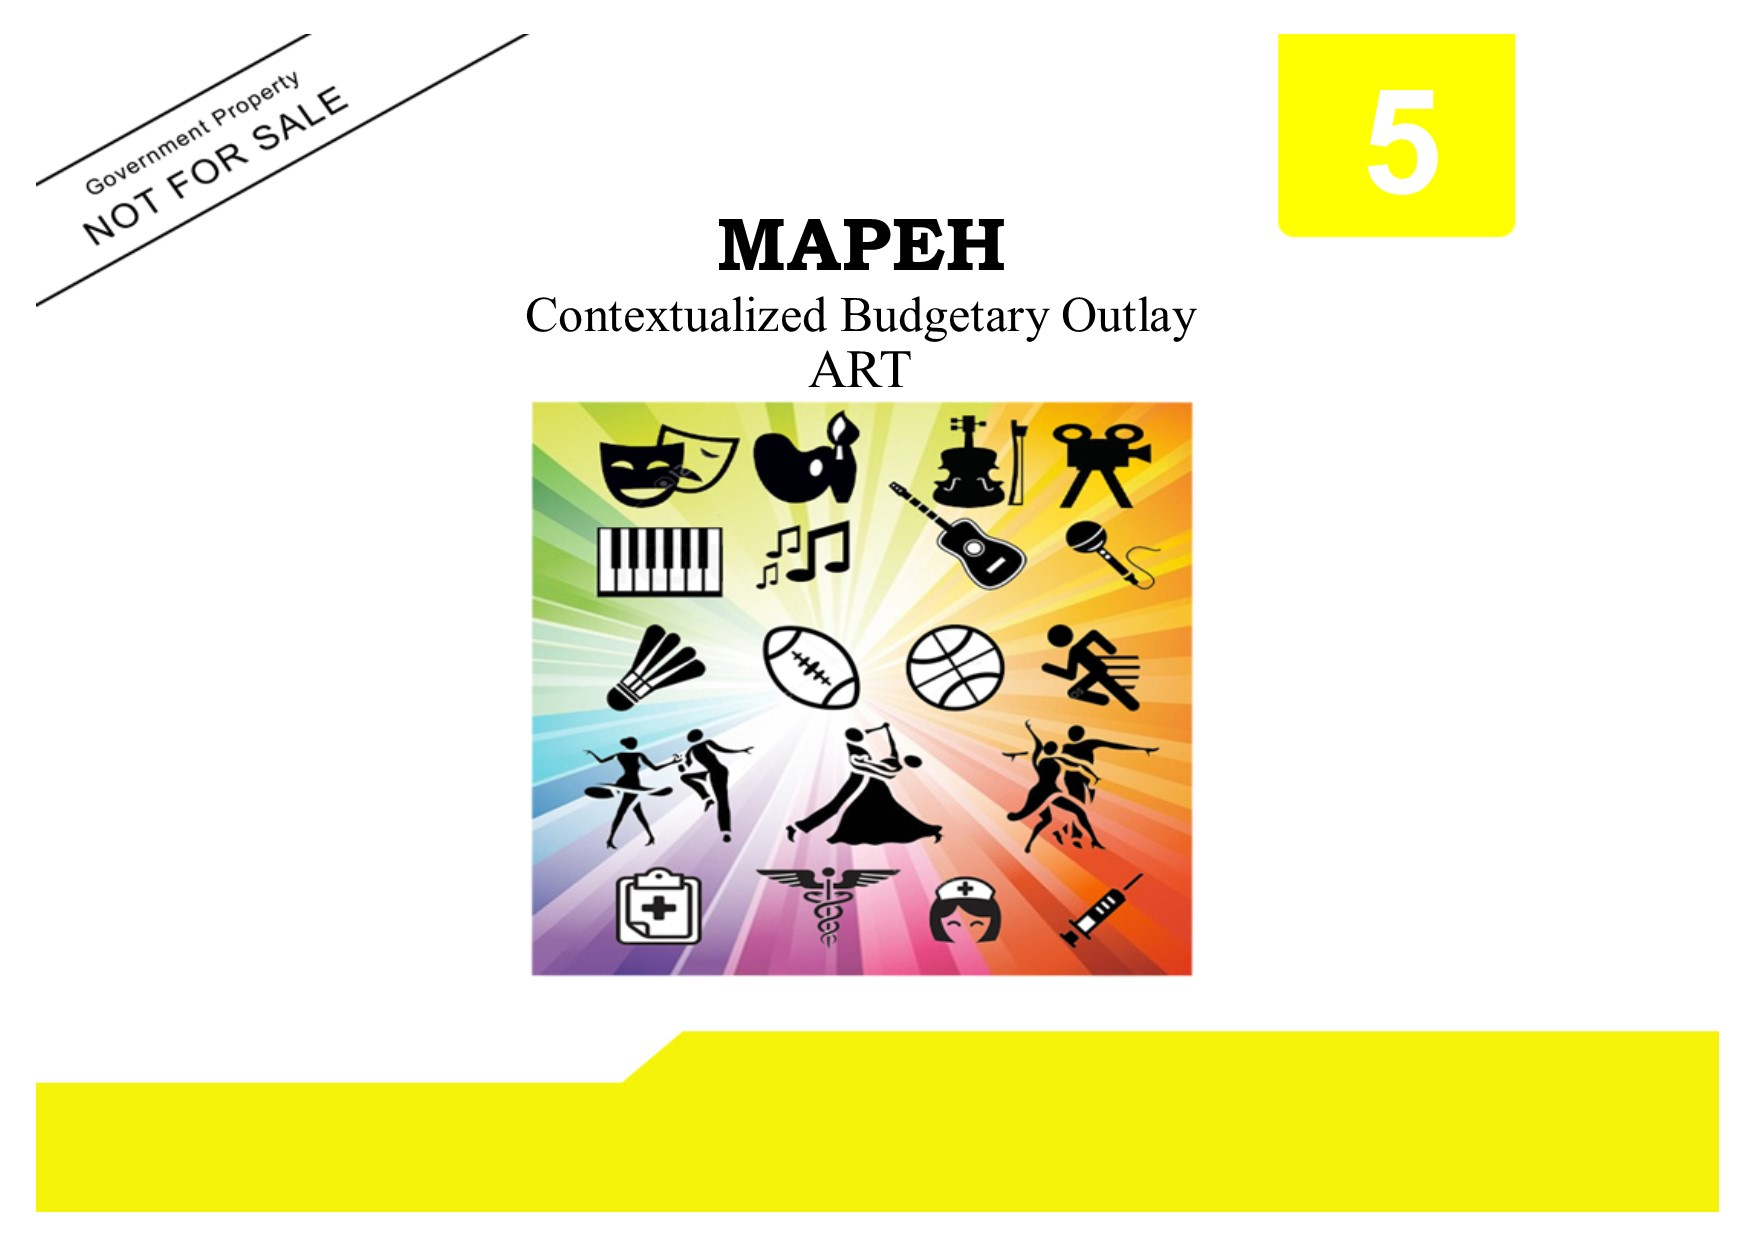 Government Property
NOT FOR SALE
5
MAPEH
Contextualized Budgetary Outlay
ART